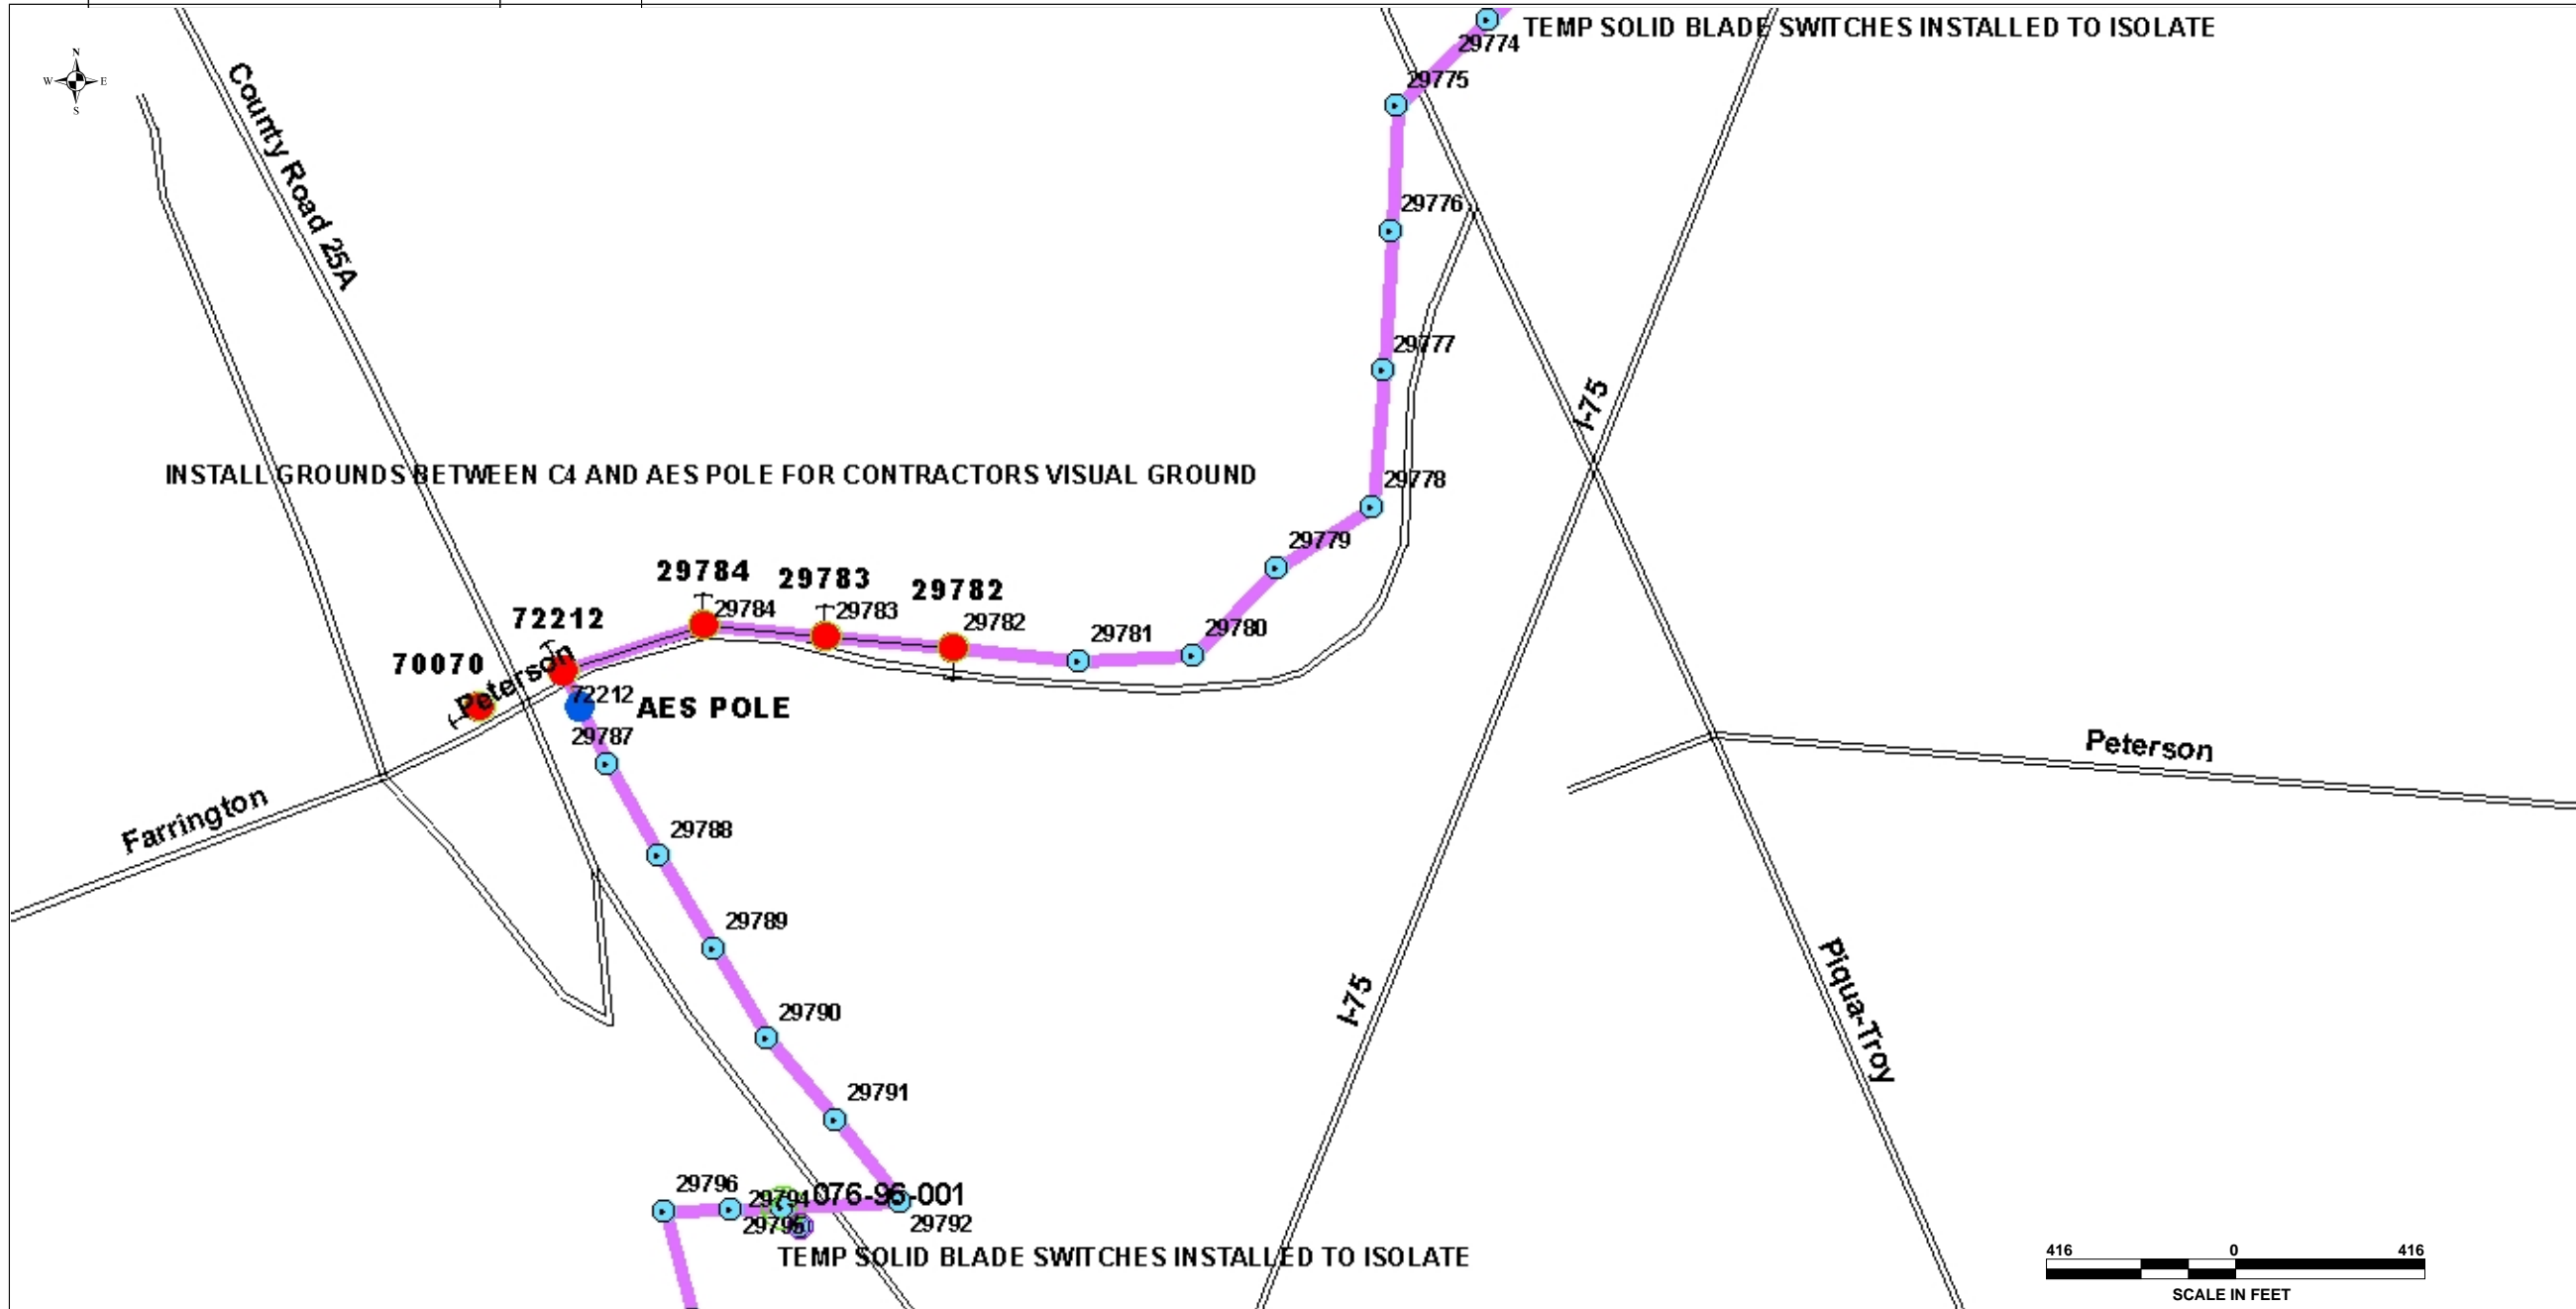 TEMP SOLID BLADE SWITCHES INSTALLED TO ISOLATE
29774
N
W E
S
29775
County Road 25A
29776
29777
I-75
INSTALL GROUNDS BETWEEN C4 AND AES POLE FOR CONTRACTORS VISUAL GROUND
29778
29779
29784
29783
29782
29784
29783
29782
72212
29781
29780
70070
Peterson
72212
AES POLE
29787
Peterson
Farrington
29788
29789
Piqua-Troy
I-75
29790
29791
29796
29794
076-96-001
29795
29792
TEMP SOLID BLADE SWITCHES INSTALLED TO ISOLATE
416 0 416
SCALE IN FEET